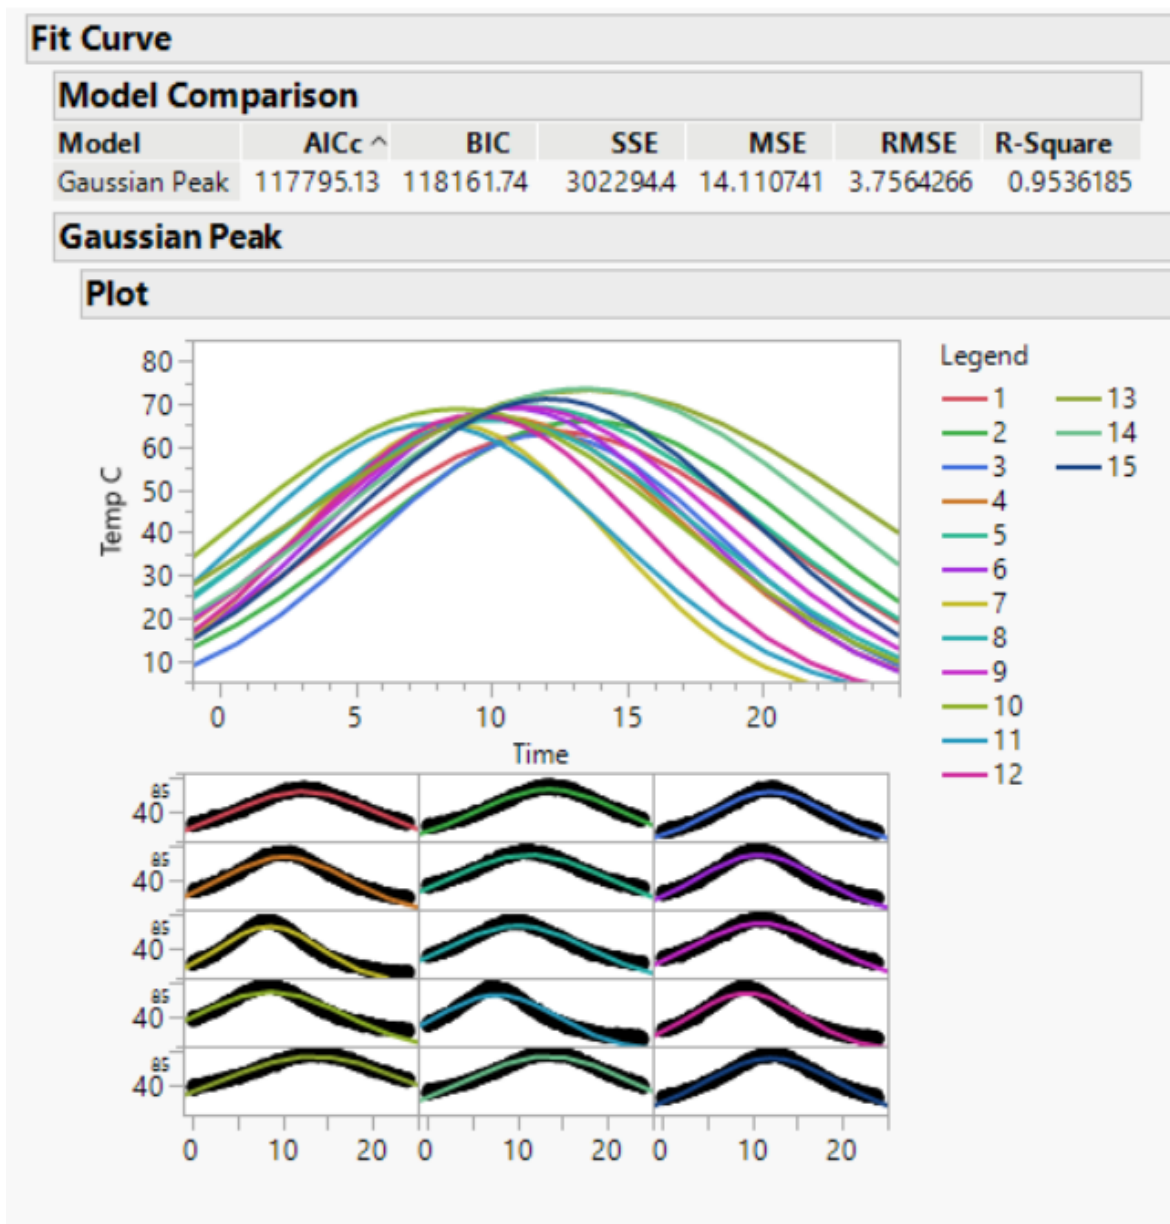 Fit Curve
Model Comparison
Model AICc ^ BIC SSE MSE RMSE R-Square
Gaussian Peak 117795.13 118161.74 302294.4 14.110741 3.7564266 0.9536185
Gaussian Peak
Plot
80
70
60
50
40
30
20
10
Temp C
0 5 10 15 20
Time
Legend
1 13
2 14
3 15
4
5
6
7
8
9
10
11
12
85
40
85
40
85
40
85
40
85
40
0 10 20 0 10 20 0 10 20